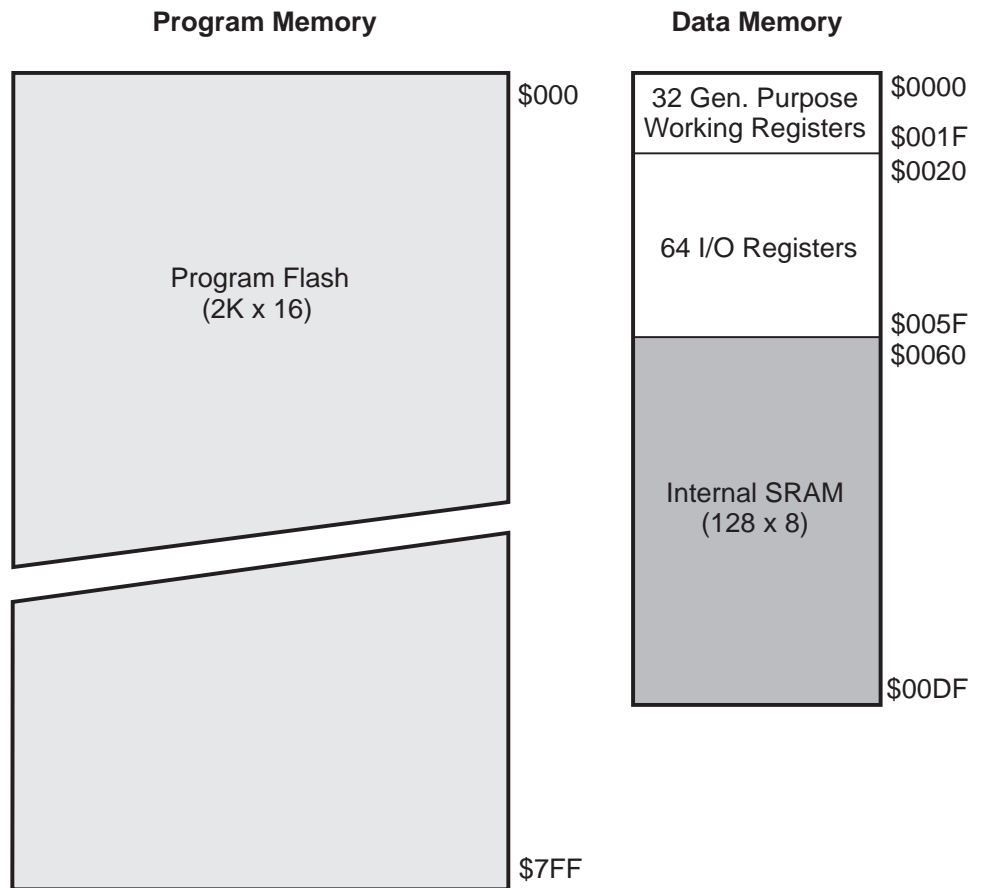 Program Memory
$000
Program Flash
(2K x 16)
$7FF
Data Memory
32 Gen. Purpose
Working Registers
$0000
$001F
$0020
64 I/O Registers
$005F
$0060
Internal SRAM
(128 x 8)
$00DF